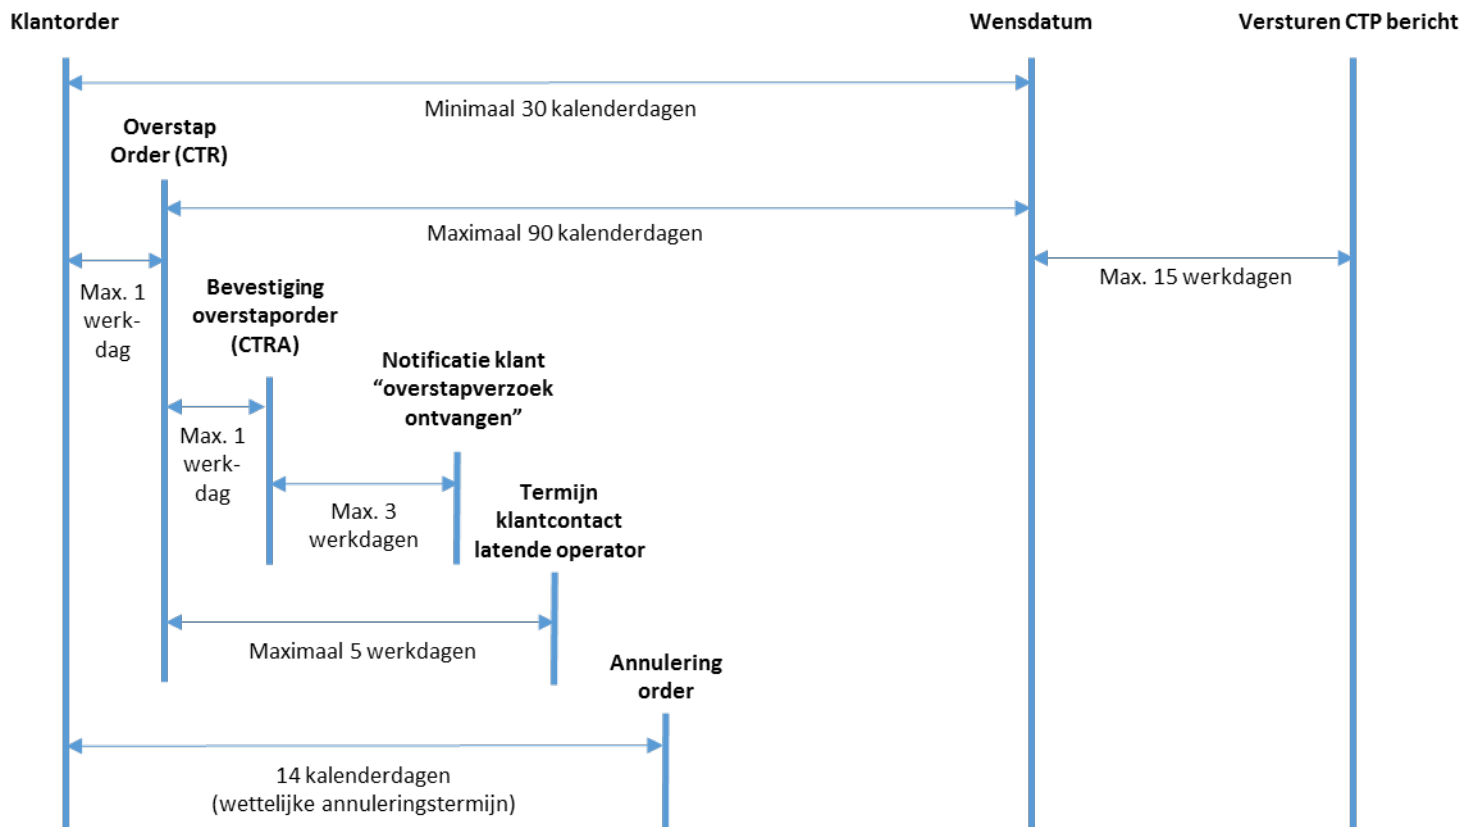 Klantorder
Wensdatum
Versturen CTP bericht
Minimaal 30 kalenderdagen
Overstap
Order (CTR)
Maximaal 90 kalenderdagen
Max. 15 werkdagen
Max. 1
werk-
dag
Bevestiging
overstaporder
(CTRA)
Notificatie klant
“overstapverzoek
ontvangen”
Max. 1
werk-
dag
Max. 3
werkdagen
Termijn
klantcontact
latende operator
Maximaal 5 werkdagen
Annulering
order
14 kalenderdagen
(wettelijke annuleringstermijn)